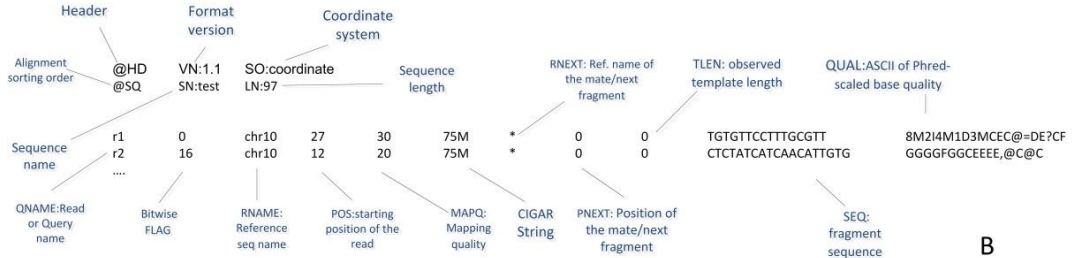 Header
Format
version
Coordinate
system
Alignment
sorting order
@HD VN:1.1 SO:coordinate
@SQ SN:test LN:97
Sequence
length
RNEXT: Ref. name of
the mate/next
fragment
TLEN: observed
template length
QUAL:ASCII of Phred-
scaled base quality
r1 0 chr10 27 30 75M * 0 0 TGTGTTCCTTTGCGTT 8M2I4M1D3MCEC@=DE?CF
r2 16 chr10 12 20 75M * 0 0 CTCTATCATCAACATTGTG GGGGFGGCEEEE,@C@C
....
Sequence
name
QNAME:Read
or Query
name
Bitwise
FLAG
RNAME:
Reference
seq name
POS:starting
position of the
read
MAPQ:
Mapping
quality
CIGAR
String
PNEXT: Position of
the mate/next
fragment
SEQ:
fragment
sequence
B